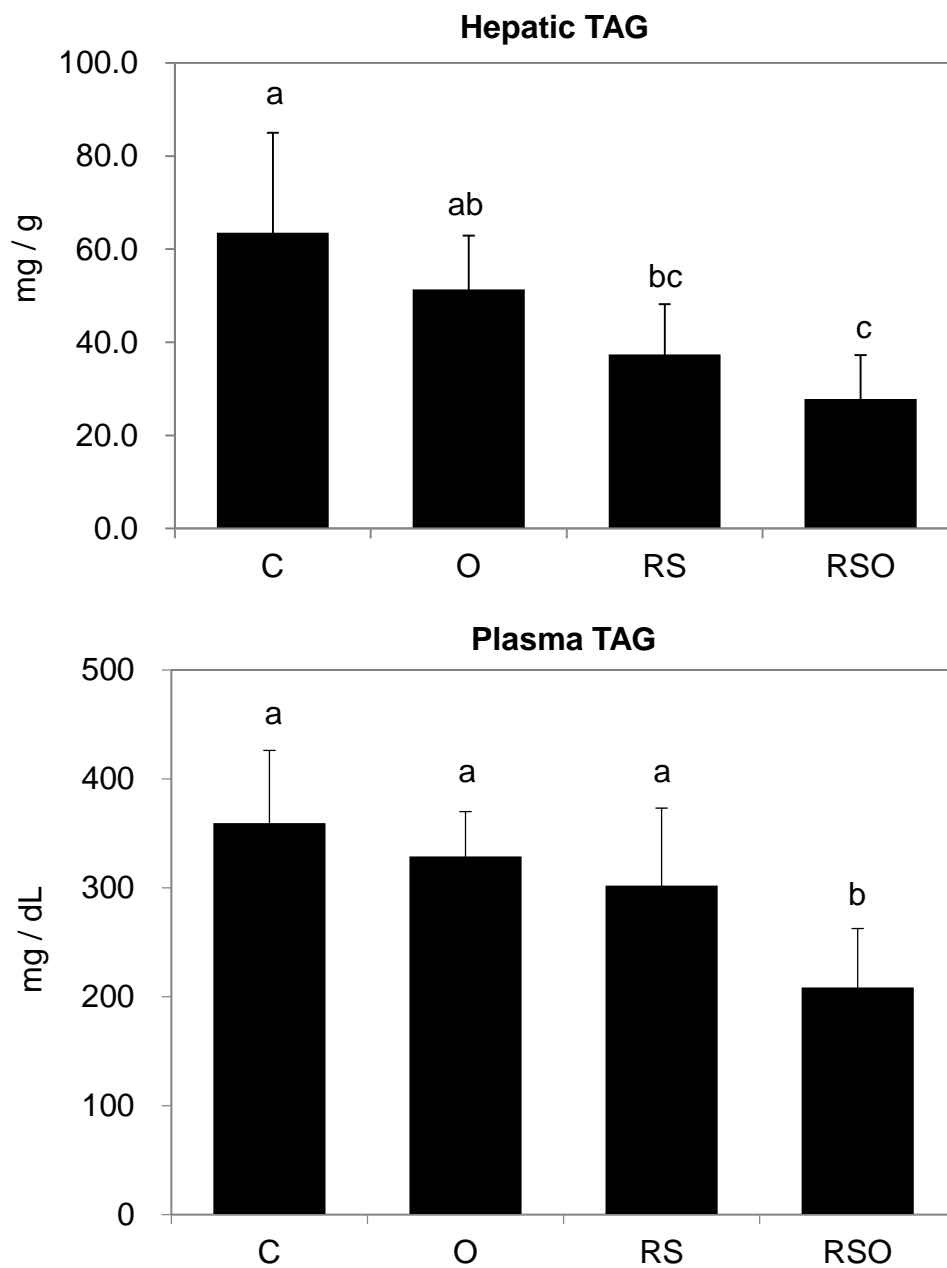 Hepatic TAG
100.0
80.0
60.0
40.0
20.0
0.0
mg / g
a
ab
bc
c
C O RS RSO
Plasma TAG
500
400
300
200
100
0
mg / dL
a
a
a
b
C O RS RSO